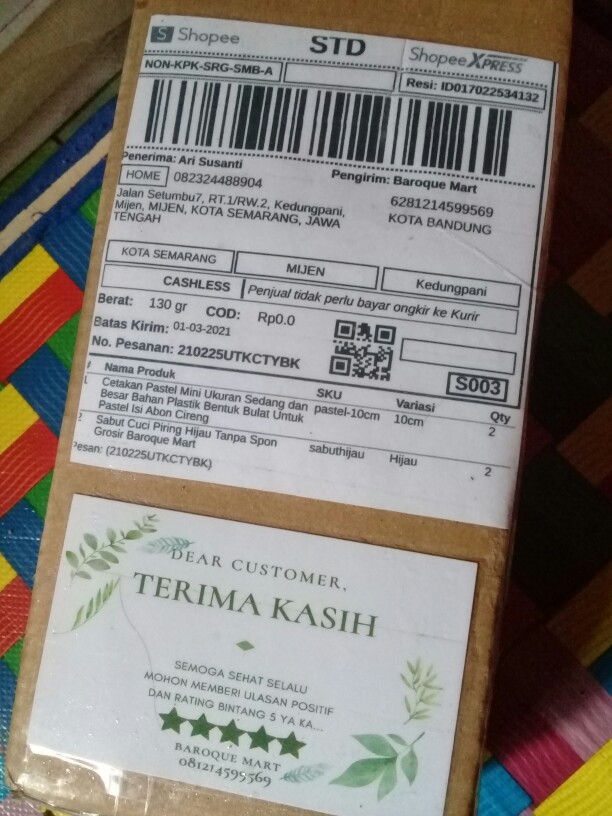 S Shopee
STD
Shopee XPRESS
NON-KPK-SRG-SMB-A
Resi: ID017022534132
Penerima: Ari Susanti
Pengirim: Baroque Mart
HOME 082324488904
6281214599569
KOTA BANDUNG
Jalan Setumbu7, RT.1/RW.2, Kedungpani,
Mijen, MIJEN, KOTA SEMARANG, JAWA
TENGAH
KOTA SEMARANG
MIJEN
Kedungpani
CASHLESS
Penjual tidak perlu bayar ongkir ke Kurir
Berat: 130 gr COD: Rp0.0
Batas Kirim: 01-03-2021
No. Pesanan: 210225UTKCTYBK
S003
Nama Produk SKU Variasi Qty
1 Cetakan Pastel Mini Ukuran Sedang dan pastel-10cm 10cm 2
Besar Bahan Plastik Bentuk Bulat Untuk
Pastel Isi Abon Cireng
2 Sabut Cuci Piring Hijau Tanpa Spon sabuthijau Hijau 2
Grosir Baroque Mart
Pesan: (210225UTKCTYBK)
DEAR CUSTOMER,
TERIMA KASIH
SEMOGA SEHAT SELALU
MOHON MEMBERI ULASAN POSITIF
DAN RATING BINTANG 5 YA KA...
BAROQUE MART
081214599569